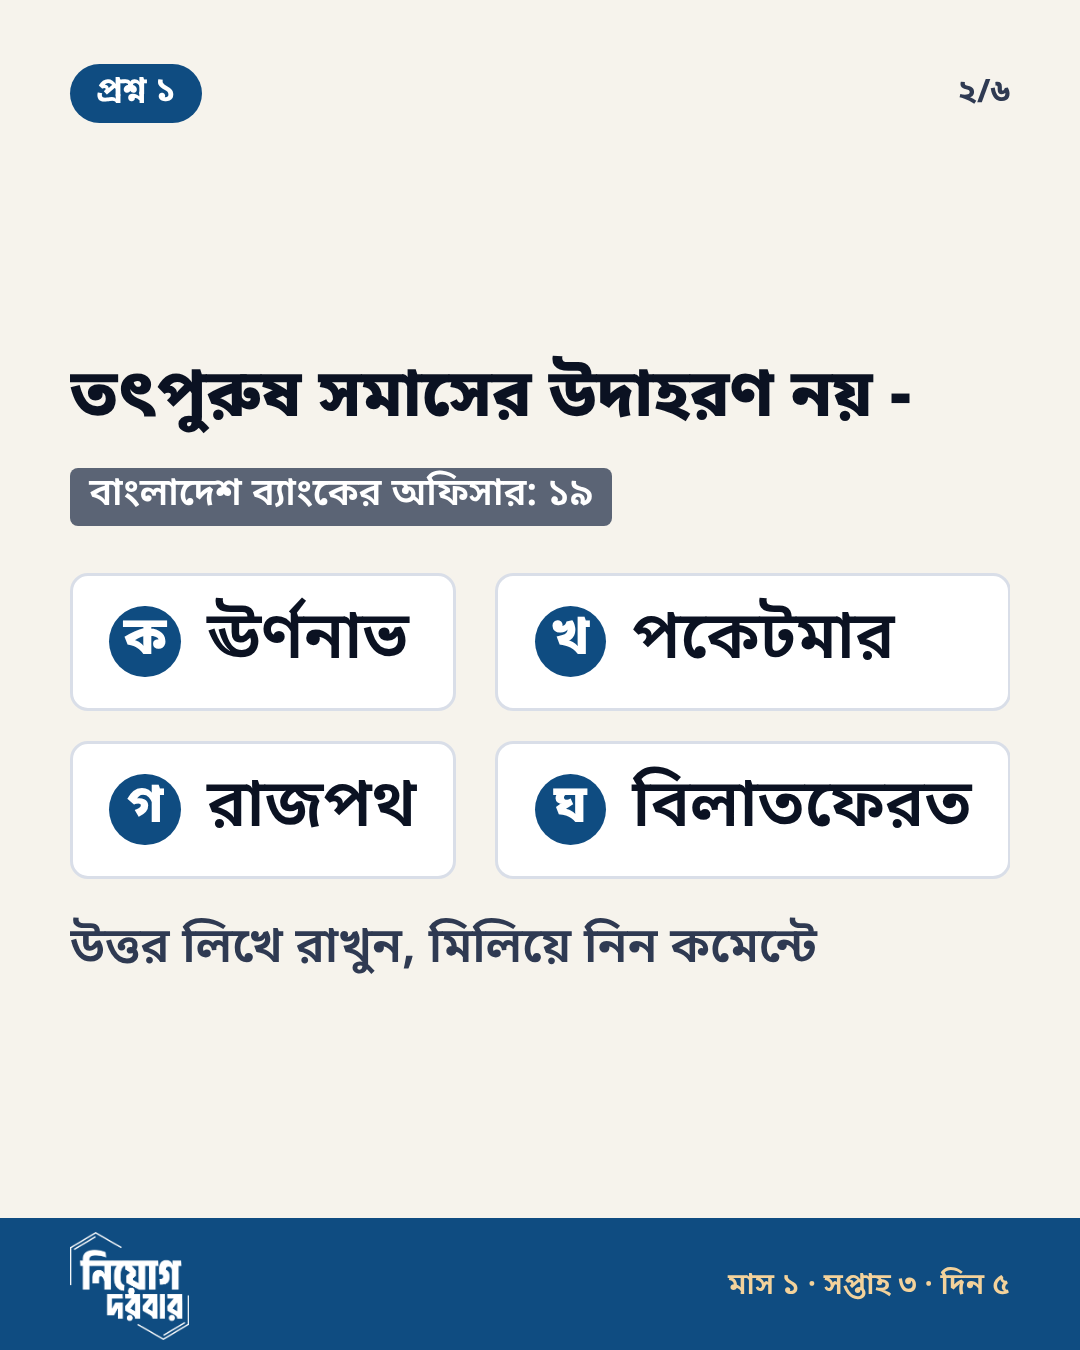 প্রশ্ন ১
২/৬
তৎপুরুষ সমাসের উদাহরণ নয় -
বাংলাদেশ ব্যাংকের অফিসার: ১৯
ক ঊর্ণনাভ
খ পকেটমার
গ রাজপথ
ঘ বিলাতফেরত
উত্তর লিখে রাখুন, মিলিয়ে নিন কমেন্টে
নিয়োগ
দরবার
মাস ১ · সপ্তাহ ৩ · দিন ৫